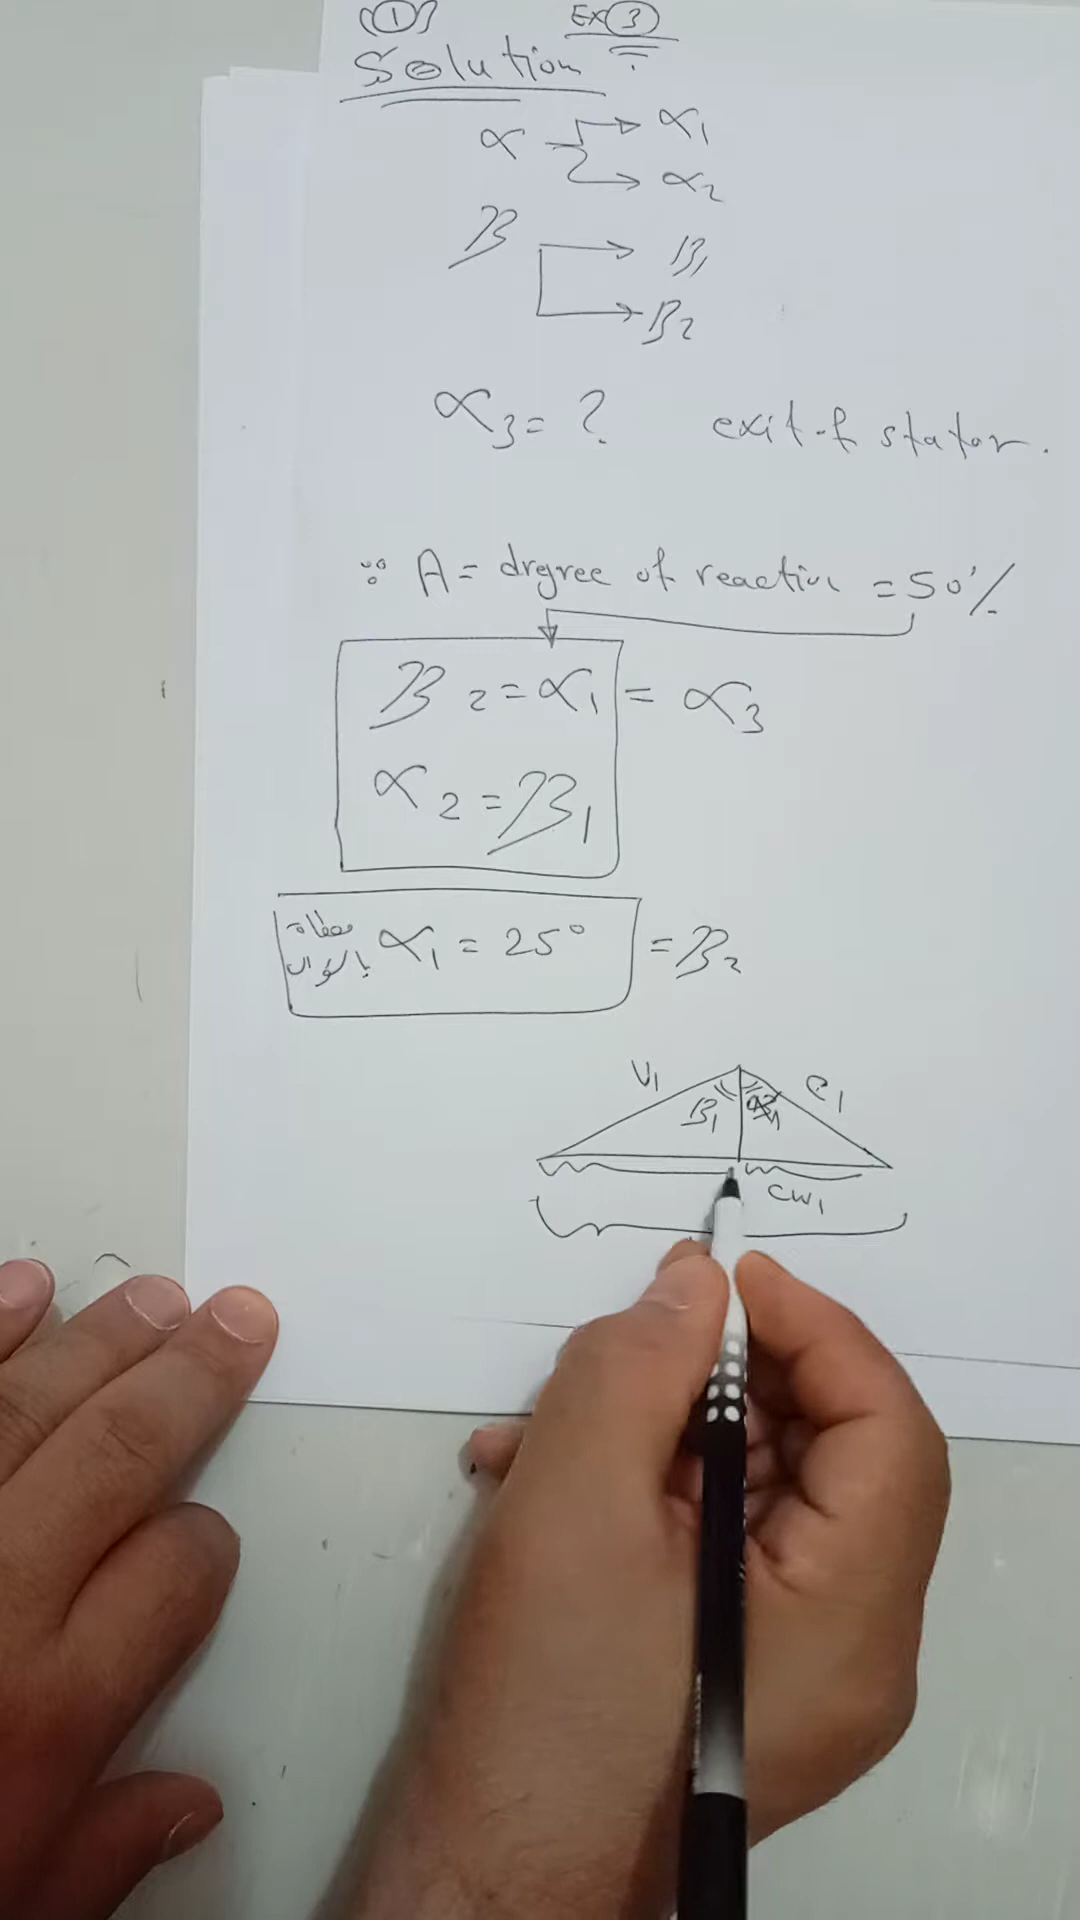 (1) Ex (3)
Solution
α → α1
→ α2
β → β1
→ β2
α3 = ? exit of stator.
∵ Λ = drgree of reaction = 50%
β2 = α1 = α3
α2 = β1
معطاة
بالسؤال α1 = 25° = β2
V1 C1
β1 α1
Cw1